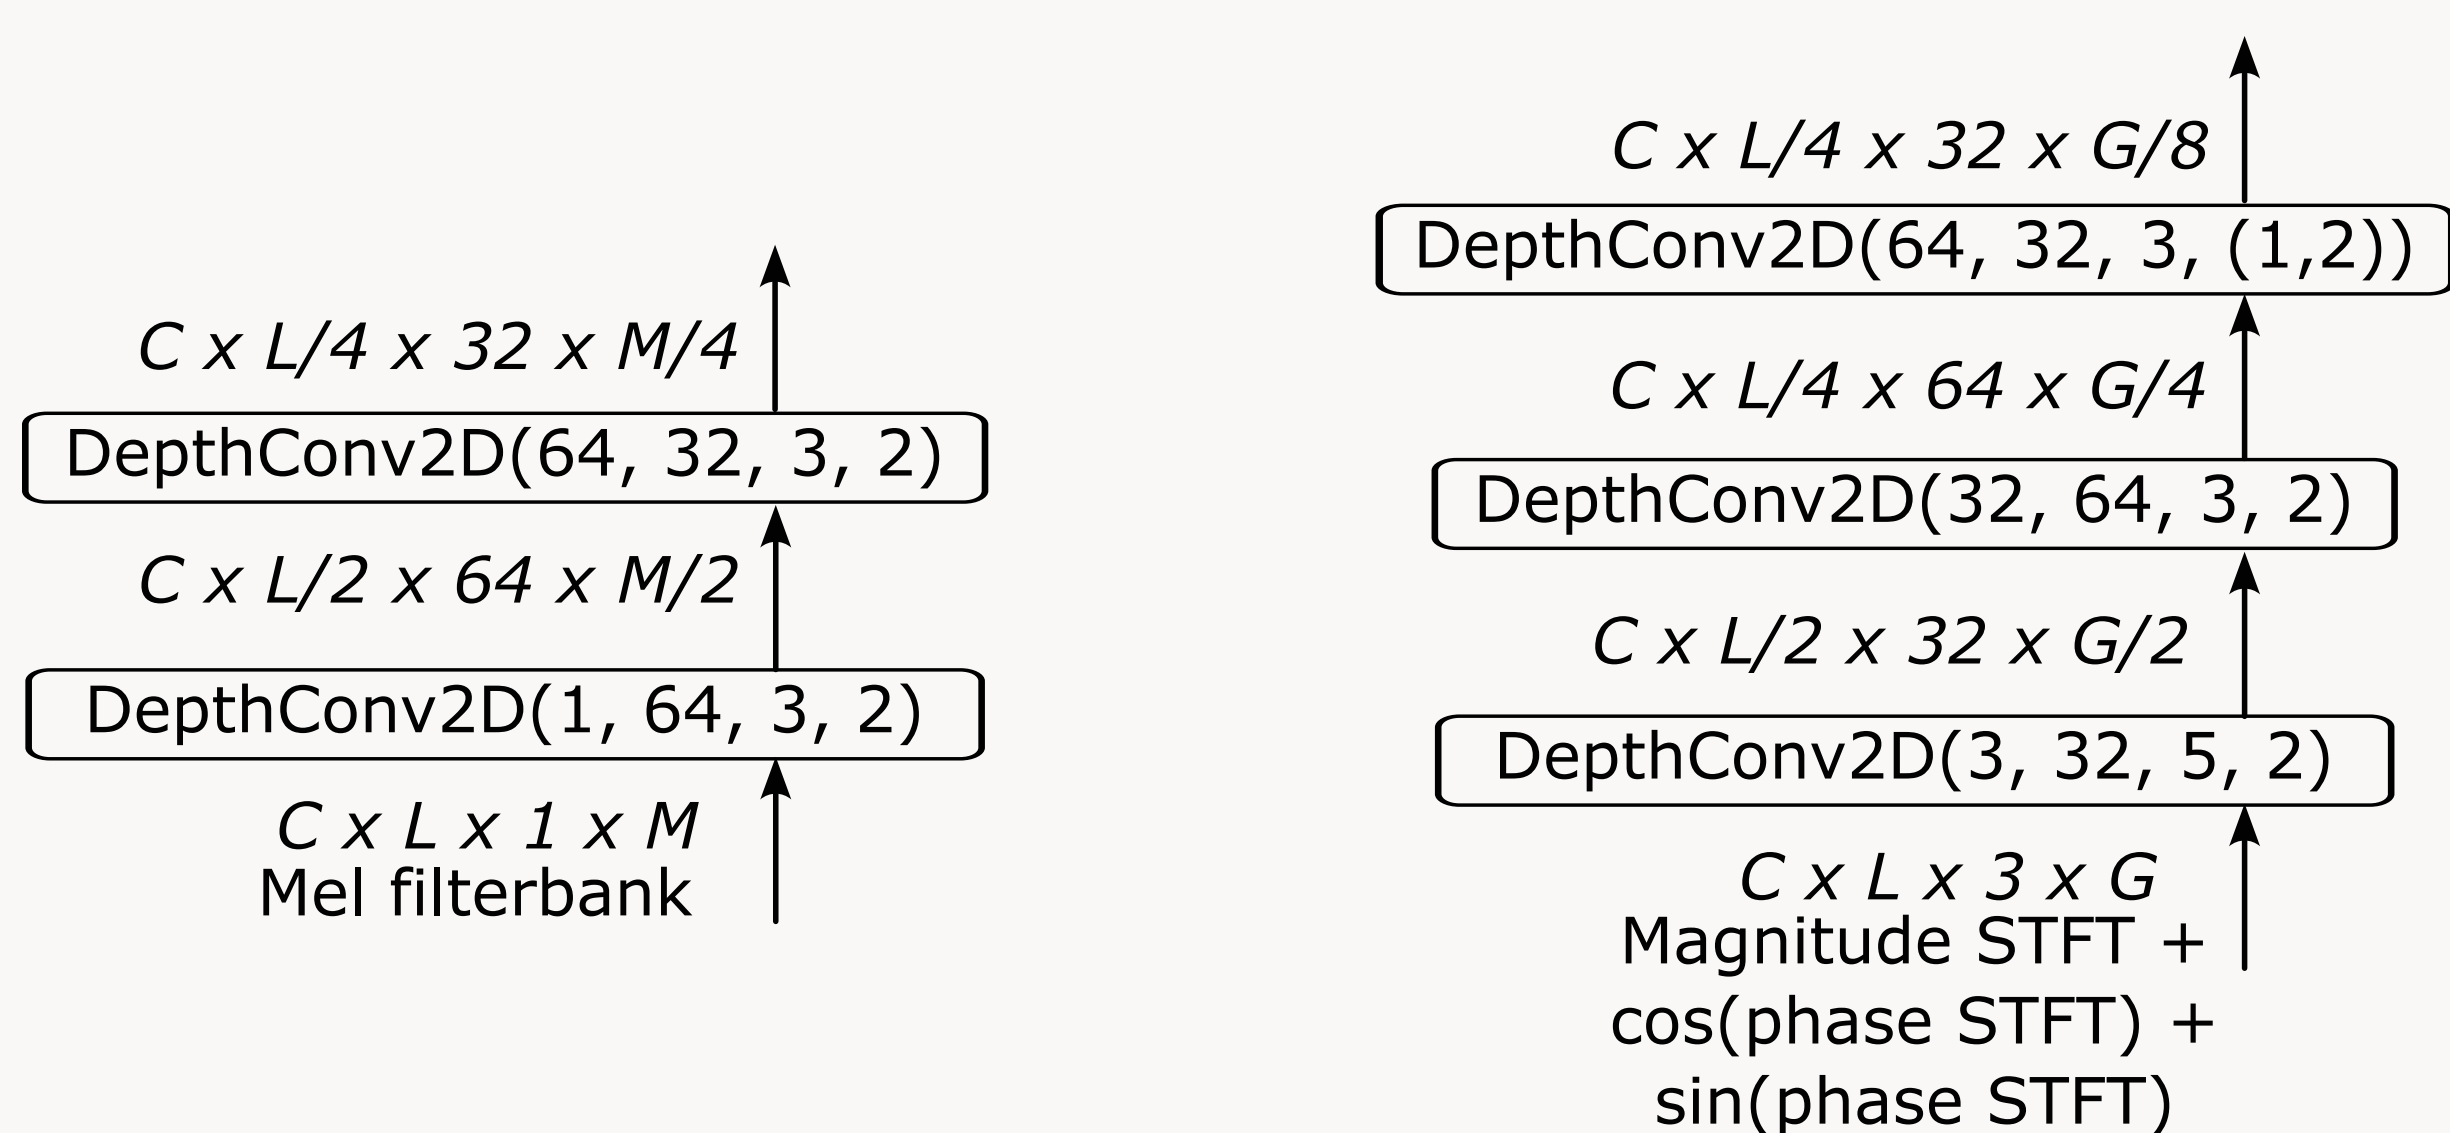 C x L/4 x 32 x M/4
DepthConv2D(64, 32, 3, 2)
C x L/2 x 64 x M/2
DepthConv2D(1, 64, 3, 2)
C x L x 1 x M
Mel filterbank
C x L/4 x 32 x G/8
DepthConv2D(64, 32, 3, (1,2))
C x L/4 x 64 x G/4
DepthConv2D(32, 64, 3, 2)
C x L/2 x 32 x G/2
DepthConv2D(3, 32, 5, 2)
C x L x 3 x G
Magnitude STFT +
cos(phase STFT) +
sin(phase STFT)